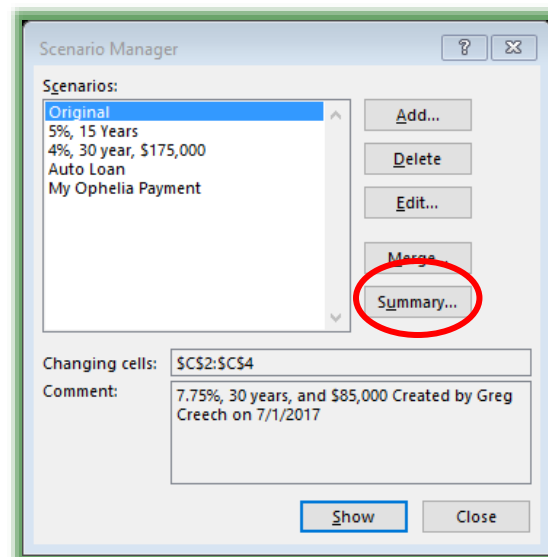 Scenario Manager
Scenarios:
Original
5%, 15 Years
4%, 30 year, $175,000
Auto Loan
My Ophelia Payment
Add...
Delete
Edit...
Merge...
Summary...
Changing cells: $C$2:$C$4
Comment: 7.75%, 30 years, and $85,000 Created by Greg
Creech on 7/1/2017
Show Close